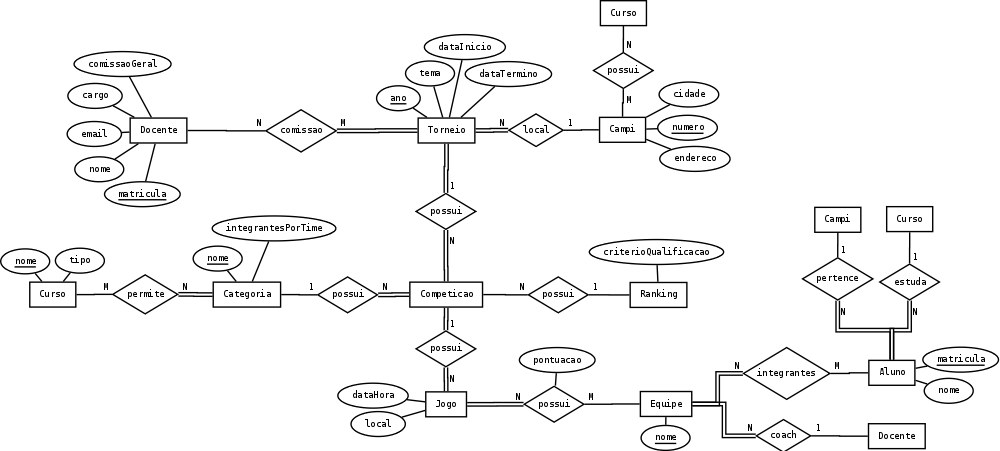 Curso
N
possui
M
comissaoGeral
cargo
email
nome
matricula
Docente
N
comissao
M
dataInicio
tema
dataTermino
ano
Torneio
N
local
1
Campi
cidade
numero
endereco
1
possui
N
nome
tipo
Curso
M
permite
N
integrantesPorTime
nome
Categoria
1
possui
N
Competicao
N
possui
1
criterioQualificacao
Ranking
Campi
Curso
1
1
pertence
estuda
N
N
1
possui
N
dataHora
local
Jogo
pontuacao
N
possui
M
Equipe
nome
N
integrantes
M
Aluno
matricula
nome
N
coach
1
Docente